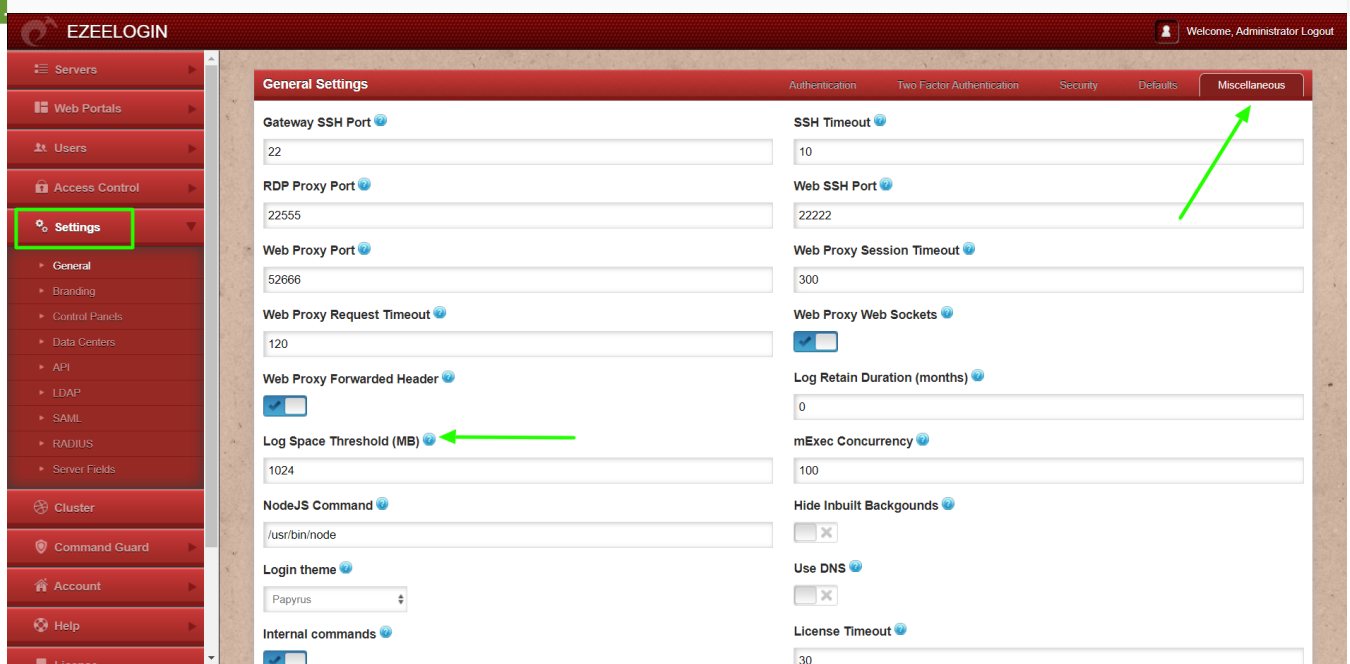 EZEELOGIN
Welcome, Administrator Logout
Servers
Web Portals
Users
Access Control
Settings
General
Branding
Control Panels
Data Centers
API
LDAP
SAML
RADIUS
Server Fields
Cluster
Command Guard
Account
Help
License
General Settings
Authentication
Two Factor Authentication
Security
Defaults
Miscellaneous
Gateway SSH Port
22
SSH Timeout
10
RDP Proxy Port
22555
Web SSH Port
22222
Web Proxy Port
52666
Web Proxy Session Timeout
300
Web Proxy Request Timeout
120
Web Proxy Web Sockets
Web Proxy Forwarded Header
Log Retain Duration (months)
0
Log Space Threshold (MB)
1024
mExec Concurrency
100
NodeJS Command
/usr/bin/node
Hide Inbuilt Backgounds
Login theme
Papyrus
Use DNS
Internal commands
License Timeout
30